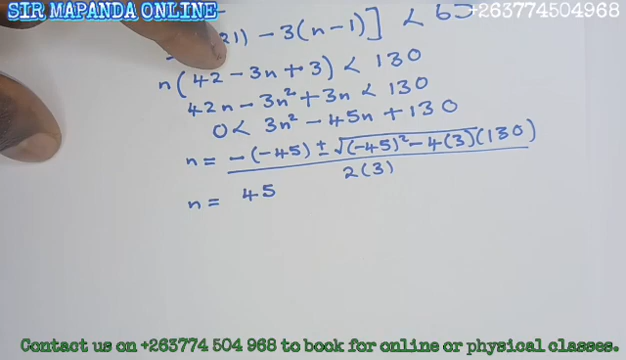 SIR MAPANDA ONLINE
+263774504968
21) - 3(n-1)] < 65
n(42 - 3n + 3) < 130
42n - 3n² + 3n < 130
0 < 3n² - 45n + 130
n = -(-45) ± √(-45)² - 4(3)(130) / 2(3)
n = 45
Contact us on +263774 504 968 to book for online or physical classes.